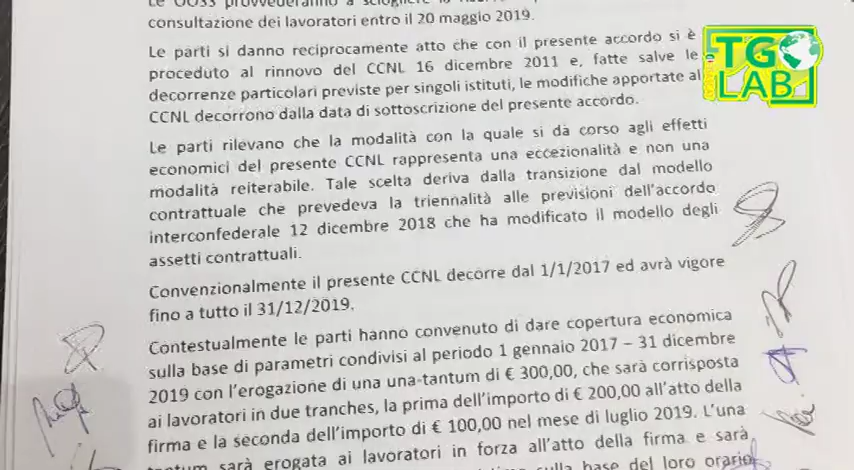 Le OOSS provvederanno a sciogliere la
consultazione dei lavoratori entro il 20 maggio 2019.
Le parti si danno reciprocamente atto che con il presente accordo si è
proceduto al rinnovo del CCNL 16 dicembre 2011 e, fatte salve le
decorrenze particolari previste per singoli istituti, le modifiche apportate al
CCNL decorrono dalla data di sottoscrizione del presente accordo.
TG
LAB
Le parti rilevano che la modalità con la quale si dà corso agli effetti
economici del presente CCNL rappresenta una eccezionalità e non una
modalità reiterabile. Tale scelta deriva dalla transizione dal modello
contrattuale che prevedeva la triennalità alle previsioni dell'accordo
interconfederale 12 dicembre 2018 che ha modificato il modello degli
assetti contrattuali.
Convenzionalmente il presente CCNL decorre dal 1/1/2017 ed avrà vigore
fino a tutto il 31/12/2019.
Contestualmente le parti hanno convenuto di dare copertura economica
sulla base di parametri condivisi al periodo 1 gennaio 2017 – 31 dicembre
2019 con l'erogazione di una una-tantum di € 300,00, che sarà corrisposta
ai lavoratori in due tranches, la prima dell'importo di € 200,00 all'atto della
firma e la seconda dell'importo di € 100,00 nel mese di luglio 2019. L'una
tantum sarà erogata ai lavoratori in forza all'atto della firma e sarà
sulla base del loro orario